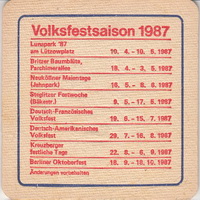 Volksfestsaison 1987
Lunapark '87
am Lützowplatz 10. 4. - 10. 5. 1987
Britzer Baumblüte,
Parchimerallee 18. 4. - 3. 5. 1987
Neuköllner Maientage
(Jahnpark) 15. 5. - 8. 6. 1987
Steglitzer Festwoche
(Bäkestr.) 9. 5. - 17. 5. 1987
Deutsch-Französisches
Volksfest 19. 6. - 15. 7. 1987
Deutsch-Amerikanisches
Volksfest 29. 7. - 16. 8. 1987
Kreuzberger
festliche Tage 22. 8. - 6. 9. 1987
Berliner Oktoberfest 18. 9. - 18. 10. 1987
Änderungen vorbehalten